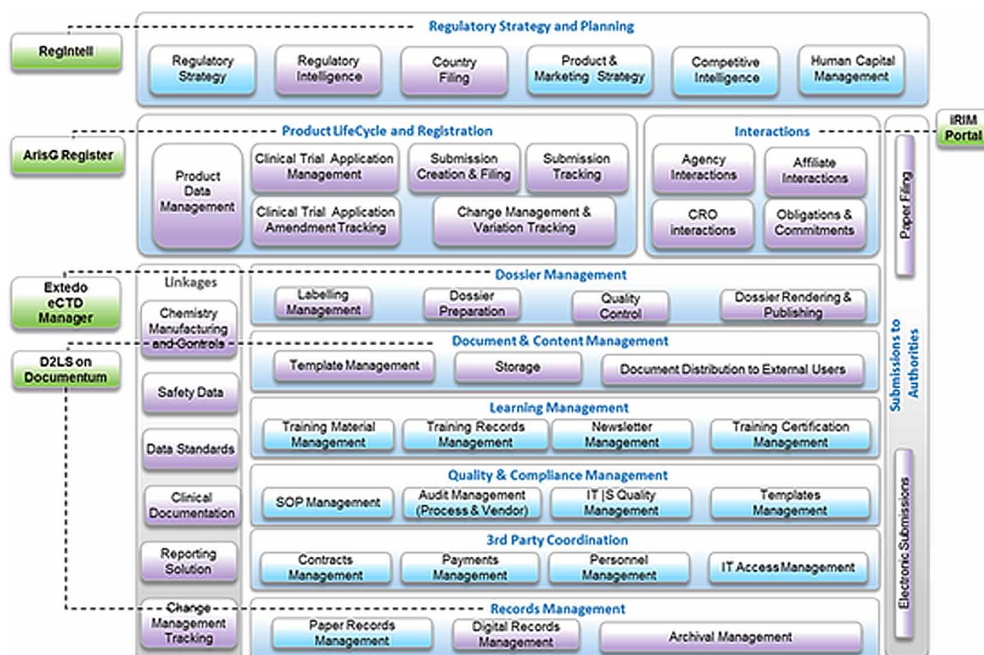 Regulatory Strategy and Planning
RegIntell
Regulatory
Strategy
Regulatory
Intelligence
Country
Filing
Product &
Marketing Strategy
Competitive
Intelligence
Human Capital
Management
Product LifeCycle and Registration
ArisG Register
Product
Data
Management
Clinical Trial Application
Management
Submission
Creation & Filing
Submission
Tracking
Clinical Trial Application
Amendment Tracking
Change Management &
Variation Tracking
Interactions
iRIM
Portal
Agency
Interactions
Affiliate
Interactions
CRO
interactions
Obligations &
Commitments
Submissions to
Authorities
Paper Filing
Electronic Submissions
Extedo
eCTD
Manager
D2LS on
Documentum
Linkages
Chemistry
Manufacturing
and Controls
Safety Data
Data Standards
Clinical
Documentation
Reporting
Solution
Change
Management
Tracking
Dossier Management
Labelling
Management
Dossier
Preparation
Quality
Control
Dossier Rendering &
Publishing
Document & Content Management
Template Management
Storage
Document Distribution to External Users
Learning Management
Training Material
Management
Training Records
Management
Newsletter
Management
Training Certification
Management
Quality & Compliance Management
SOP Management
Audit Management
(Process & Vendor)
IT |S Quality
Management
Templates
Management
3rd Party Coordination
Contracts
Management
Payments
Management
Personnel
Management
IT Access Management
Records Management
Paper Records
Management
Digital Records
Management
Archival Management